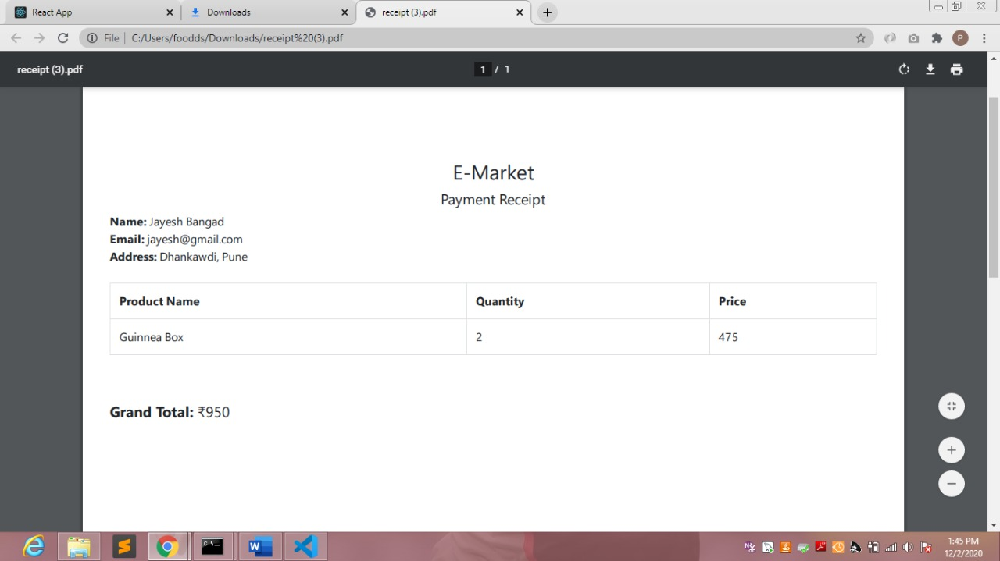 React App
Downloads
receipt (3).pdf
File | C:/Users/foodds/Downloads/receipt%20(3).pdf
P
receipt (3).pdf
1 / 1
E-Market
Payment Receipt
Name: Jayesh Bangad
Email: jayesh@gmail.com
Address: Dhankawdi, Pune
Product Name Quantity Price
Guinnea Box 2 475
Grand Total: ₹950
1:45 PM
12/2/2020